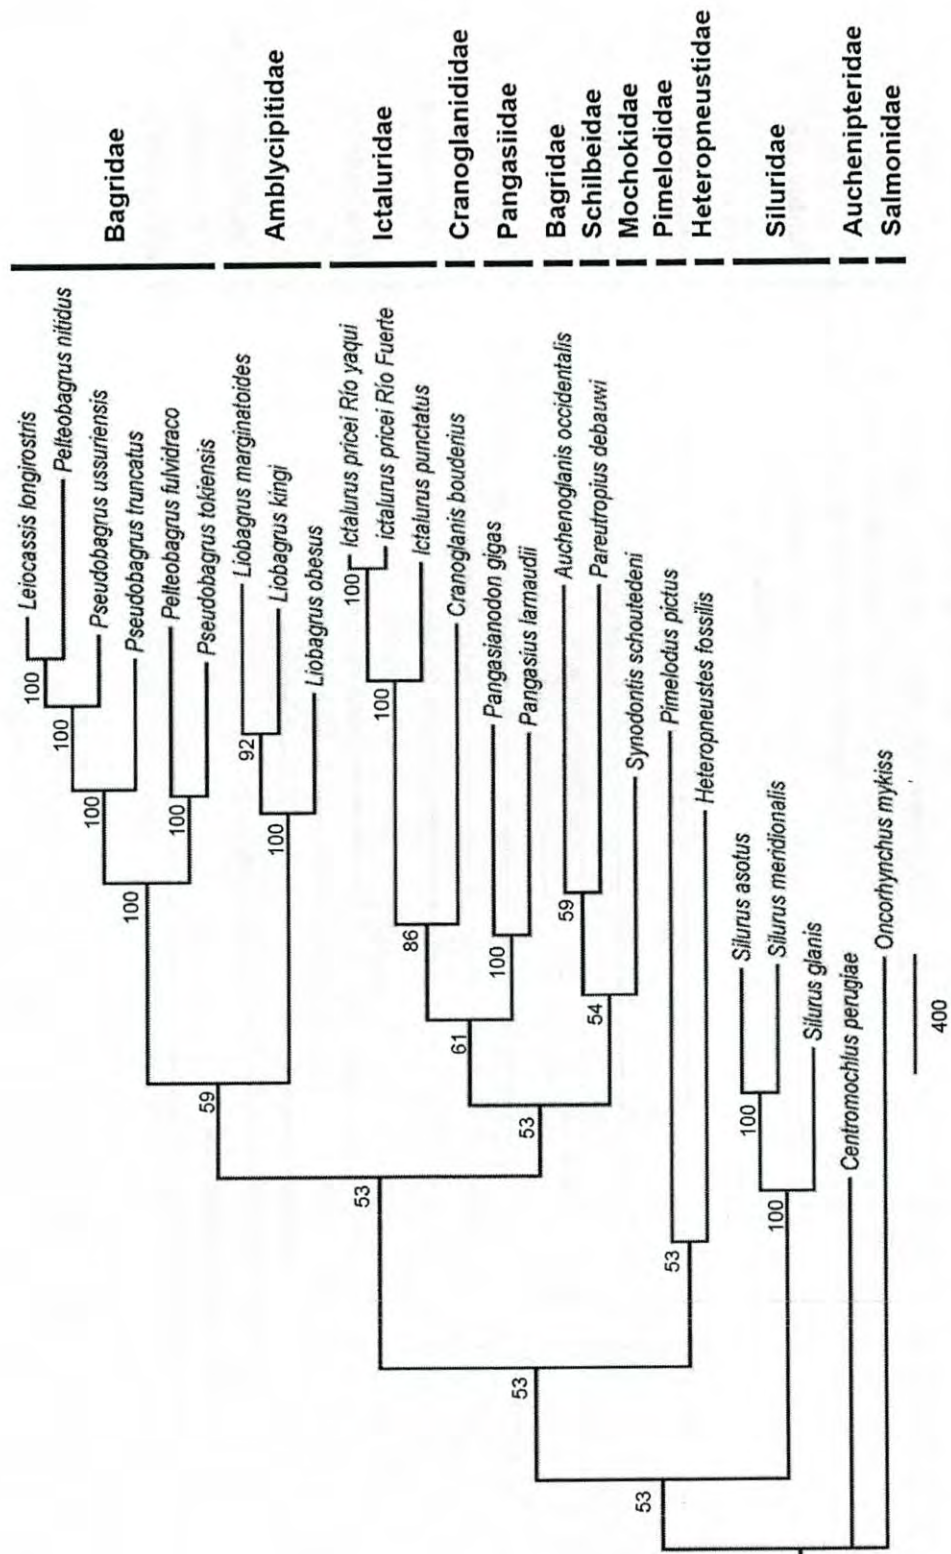 Leiocassis longirostris
Pelteobagrus nitidus
Pseudobagrus ussuriensis
Pseudobagrus truncatus
Pelteobagrus fulvidraco
Pseudobagrus tokiensis
Liobagrus marginatoides
Liobagrus kingi
Liobagrus obesus
Ictalurus pricei Río yaqui
ictalurus pricei Río Fuerte
Ictalurus punctatus
Cranoglanis bouderius
Pangasianodon gigas
Pangasius larnaudii
Auchenoglanis occidentalis
Pareutropius debauwi
Synodontis schoutedeni
Pimelodus pictus
Heteropneustes fossilis
Silurus asotus
Silurus meridionalis
Silurus glanis
Centromochlus perugiae
Oncorhynchus mykiss
Bagridae
Amblycipitidae
Ictaluridae
Cranoglanididae
Pangasiidae
Bagridae
Schilbeidae
Mochokidae
Pimelodidae
Heteropneustidae
Siluridae
Auchenipteridae
Salmonidae
100
100
100
100
100
92
100
59
100
100
86
100
61
59
54
53
53
53
53
100
100
53
400